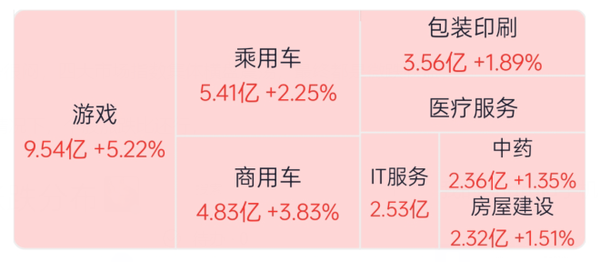 游戏
9.54亿 +5.22%
乘用车
5.41亿 +2.25%
商用车
4.83亿 +3.83%
包装印刷
3.56亿 +1.89%
医疗服务
IT服务
2.53亿
中药
2.36亿 +1.35%
房屋建设
2.32亿 +1.51%